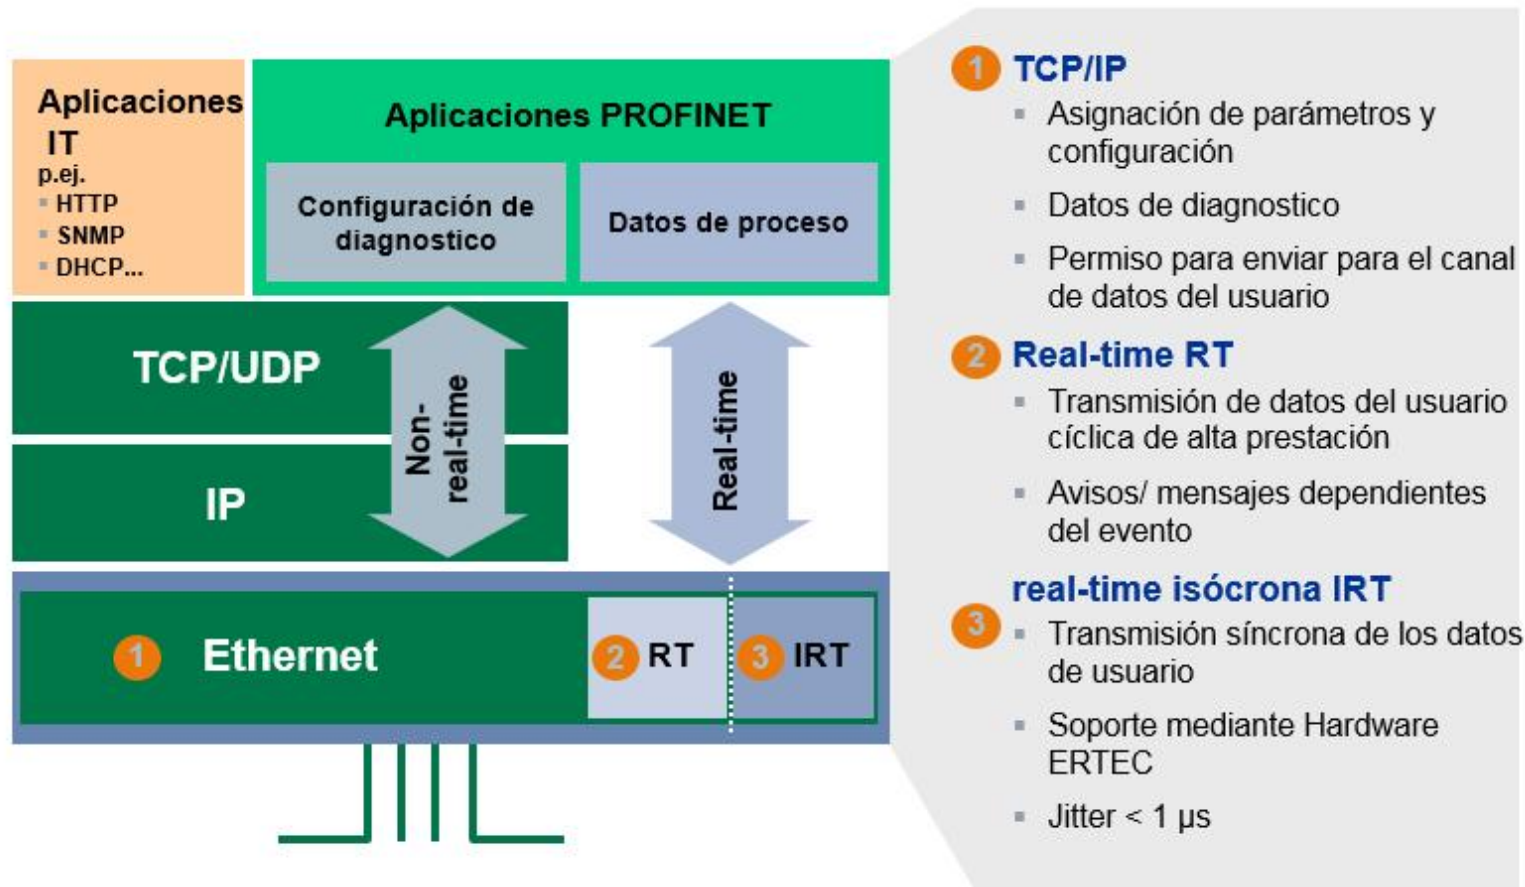 Aplicaciones
IT
p.ej.
▪ HTTP
▪ SNMP
▪ DHCP...
Aplicaciones PROFINET
Configuración de
diagnostico
Datos de proceso
TCP/UDP
IP
Non-
real-time
Real-time
1 Ethernet
2 RT
3 IRT
1 TCP/IP
▪ Asignación de parámetros y
configuración
▪ Datos de diagnostico
▪ Permiso para enviar para el canal
de datos del usuario
2 Real-time RT
▪ Transmisión de datos del usuario
cíclica de alta prestación
▪ Avisos/ mensajes dependientes
del evento
real-time isócrona IRT
3
▪ Transmisión síncrona de los datos
de usuario
▪ Soporte mediante Hardware
ERTEC
▪ Jitter < 1 µs